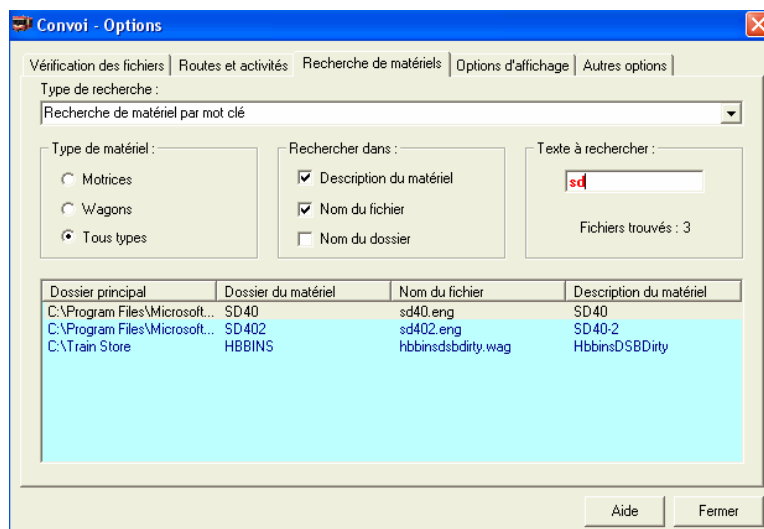 Convoi - Options
Vérification des fichiers Routes et activités Recherche de matériels Options d'affichage Autres options
Type de recherche :
Recherche de matériel par mot clé
Type de matériel : Rechercher dans : Texte à rechercher :
Motrices Description du matériel sd
Wagons Nom du fichier
Tous types Nom du dossier Fichiers trouvés : 3
Dossier principal Dossier du matériel Nom du fichier Description du matériel
C:\Program Files\Microsoft... SD40 sd40.eng SD40
C:\Program Files\Microsoft... SD402 sd402.eng SD40-2
C:\Train Store HBBINS hbbinsdsbdirty.wag HbbinsDSBDirty
Aide Fermer